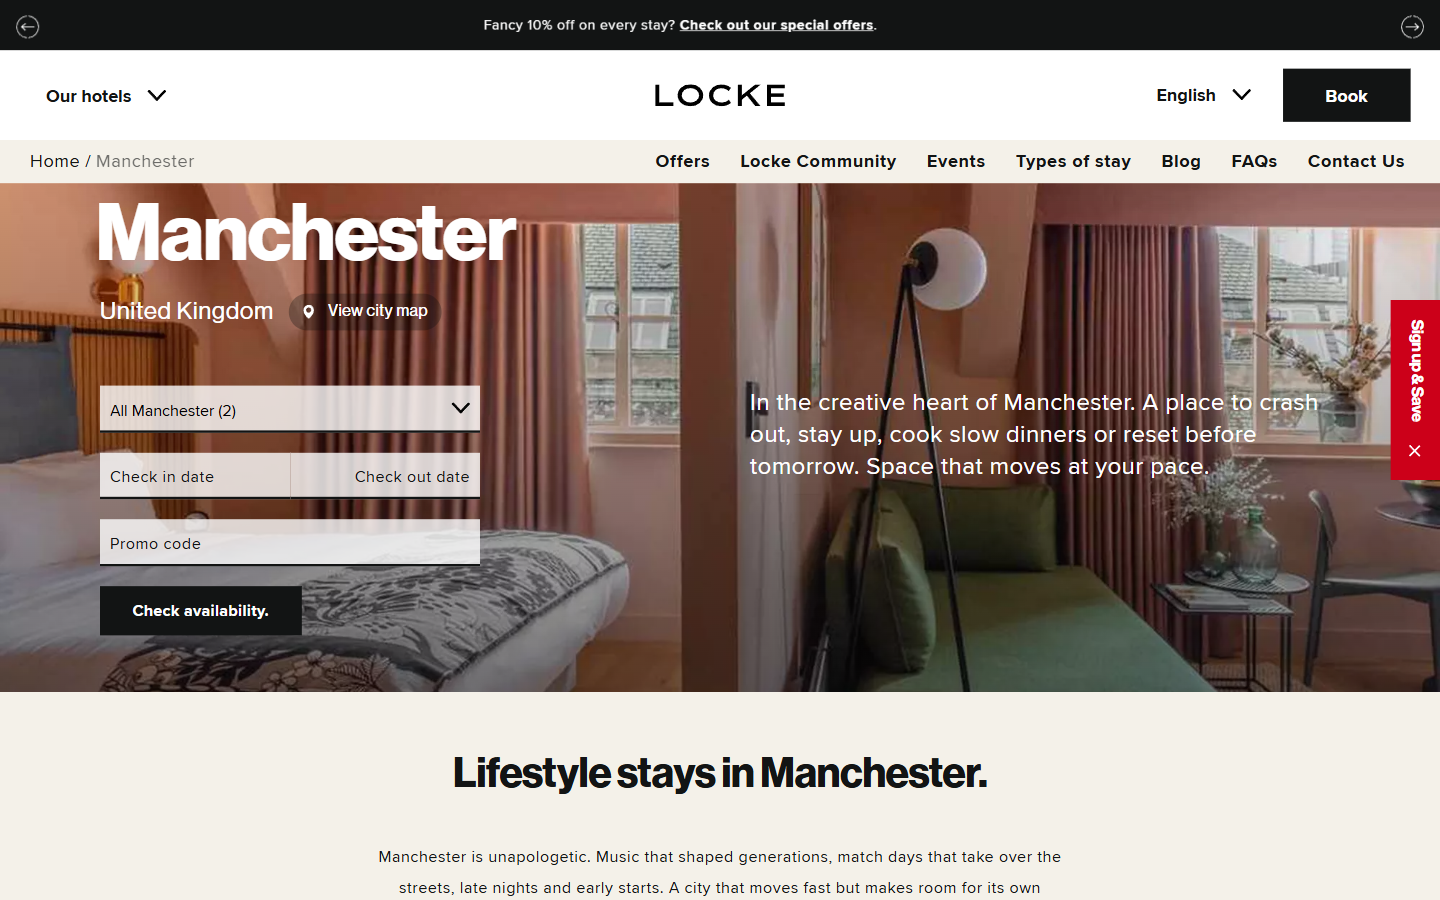 Fancy 10% off on every stay? Check out our special offers.
Our hotels
LOCKE
English
Book
Home / Manchester
Offers
Locke Community
Events
Types of stay
Blog
FAQs
Contact Us
Manchester
United Kingdom
View city map
All Manchester (2)
Check in date
Check out date
Promo code
Check availability.
In the creative heart of Manchester. A place to crash
out, stay up, cook slow dinners or reset before
tomorrow. Space that moves at your pace.
Sign up & Save
Lifestyle stays in Manchester.
Manchester is unapologetic. Music that shaped generations, match days that take over the
streets, late nights and early starts. A city that moves fast but makes room for its own